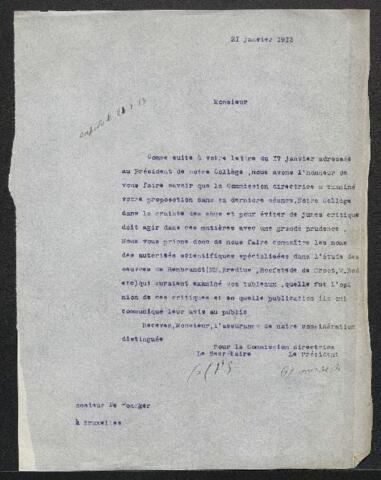 21 janvier 1913
Monsieur
Comme suite à votre lettre du 17 janvier adressée
au Président de notre Collège, nous avons l'honneur de
vous faire savoir que la Commission directrice a examiné
votre proposition dans sa dernière séance. Notre Collège
dans la crainte des abus et pour éviter de justes critique
doit agir dans ces matières avec une grande prudence.
Nous vous prions donc de nous faire connaître les noms
des autorités scientifiques spécialisées dans l'étude des
oeuvres de Rembrandt(MM. Bredius, Hoofstede de Groot, M. Bode
etc) qui auraient examiné vos tableaux, quelle fut l'opi
nion de ces critiques et en quelle publication ils ont
communiqué leur avis au public
Recevez, Monsieur, l'assurance de notre considération
distinguée
Pour la Commission directrice
Le Secrétaire Le Président
Monsieur De
à Bruxelles